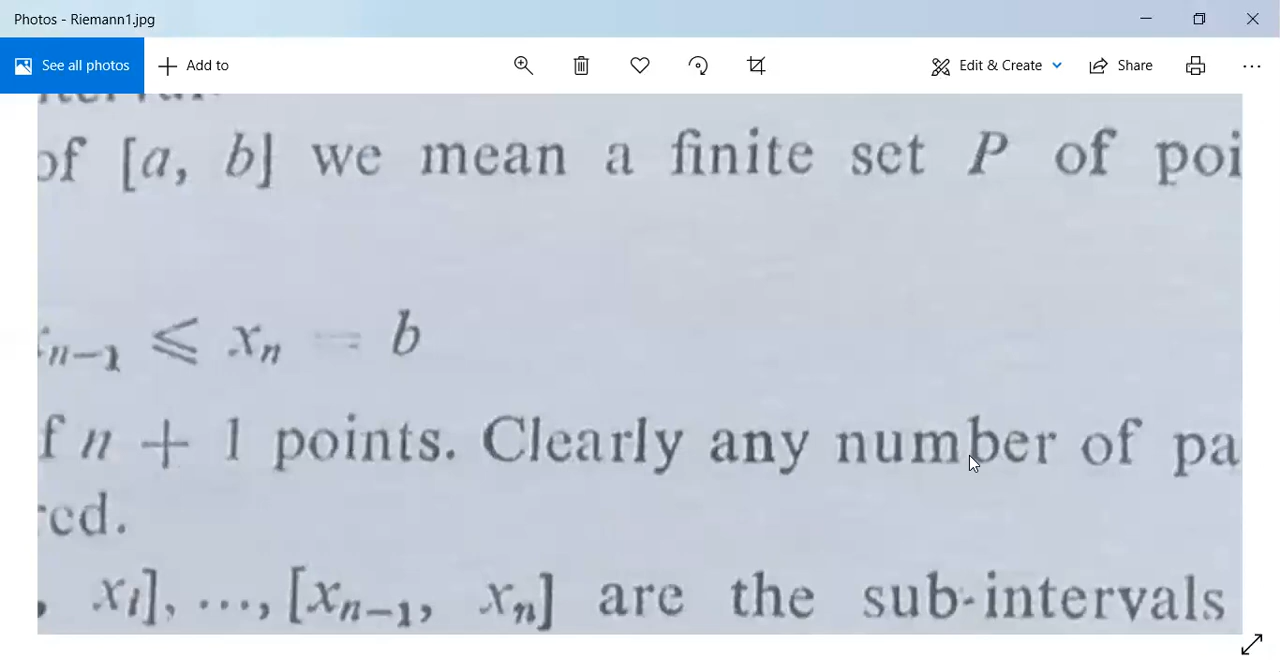 Photos - Riemann1.jpg
See all photos
Add to
Edit & Create
Share
of [a, b] we mean a finite set P of poi
n−1 ⩽ xn = b
f n + 1 points. Clearly any number of pa
red.
, xi], ..., [xn−1, xn] are the sub-intervals